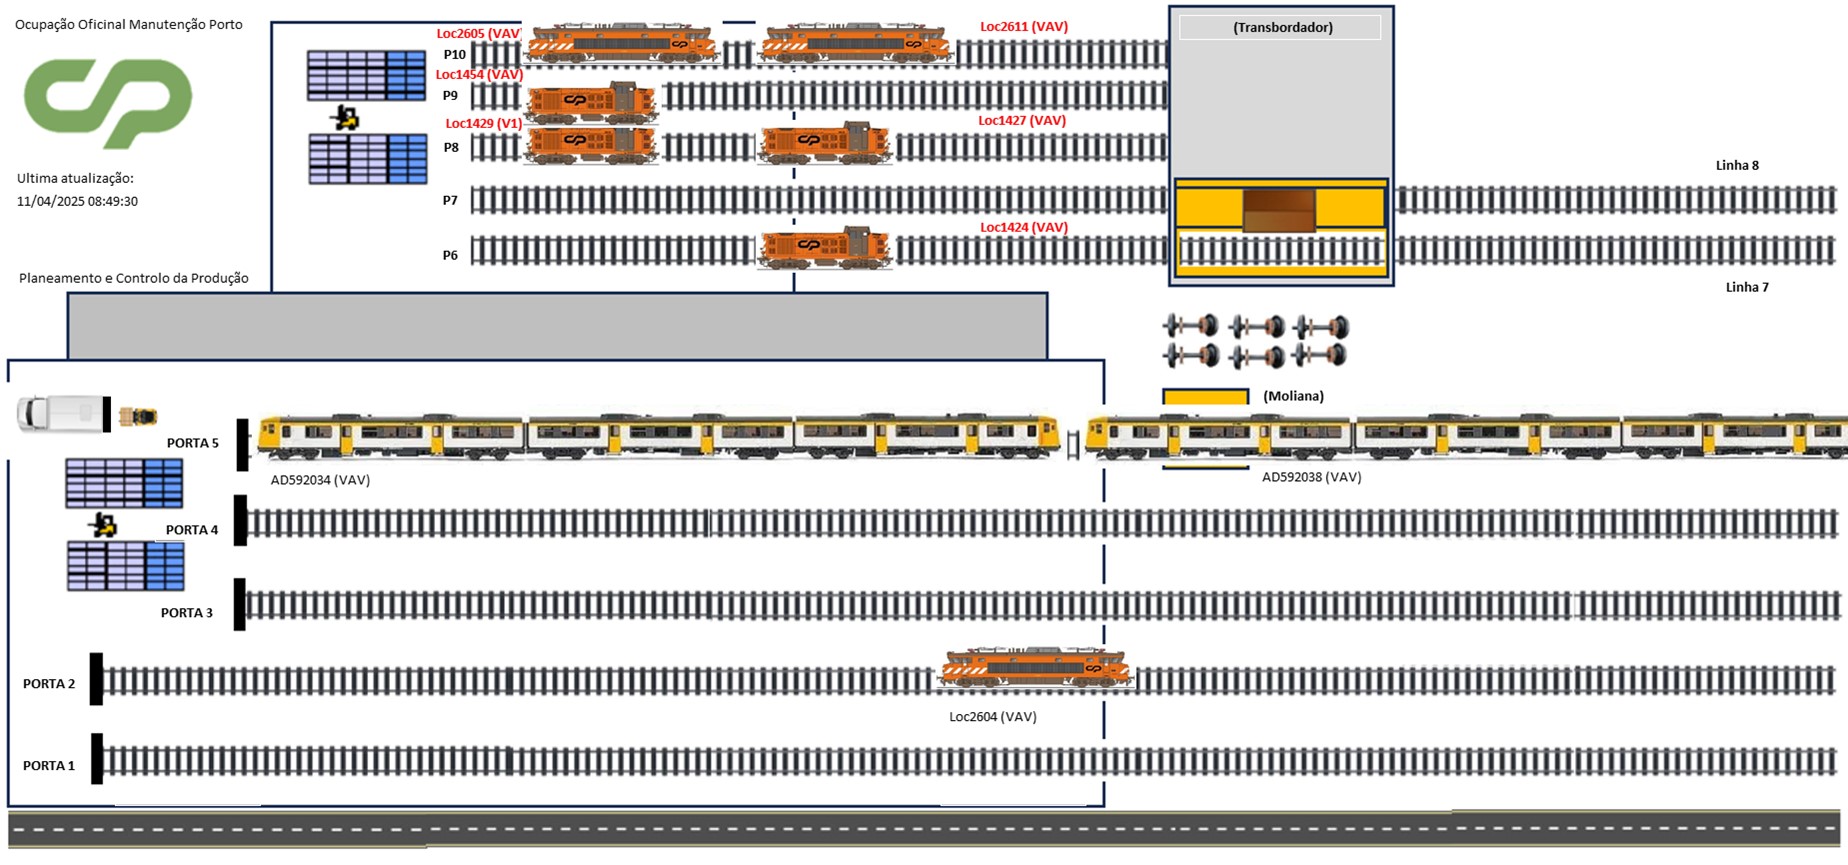 Ocupação Oficinal Manutenção Porto
CP
Ultima atualização:
11/04/2025 08:49:30
Planeamento e Controlo da Produção
Loc2605 (VAV)
Loc2611 (VAV)
P10
Loc1454 (VAV)
P9
Loc1429 (V1)
Loc1427 (VAV)
P8
P7
Loc1424 (VAV)
P6
(Transbordador)
Linha 8
Linha 7
(Moliana)
PORTA 5
AD592034 (VAV)
AD592038 (VAV)
PORTA 4
PORTA 3
PORTA 2
Loc2604 (VAV)
PORTA 1